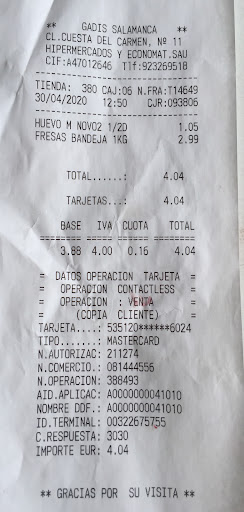 ** GADIS SALAMANCA **
CL.CUESTA DEL CARMEN, Nº 11
HIPERMERCADOS Y ECONOMAT.SAU
CIF:A47012646 Tlf:923269518
TIENDA: 380 CAJ:06 N.FRA:T14649
30/04/2020 12:50 CJR:093806
HUEVO M NOVO2 1/2D 1.05
FRESAS BANDEJA 1KG 2.99
TOTAL......: 4.04
TARJETAS...: 4.04
BASE IVA CUOTA TOTAL
======== ===== ======= ========
3.88 4.00 0.16 4.04
= DATOS OPERACION TARJETA =
= OPERACION CONTACTLESS =
= OPERACION : VENTA =
= (COPIA CLIENTE) =
TARJETA....: 535120******6024
TIPO.......: MASTERCARD
N.AUTORIZAC: 211274
N.COMERCIO.: 081444556
N.OPERACION: 388493
AID.APLICAC: A0000000041010
NOMBRE DDF.: A0000000041010
ID.TERMINAL: 00322675755
C.RESPUESTA: 3030
IMPORTE EUR: 4.04
** GRACIAS POR SU VISITA **